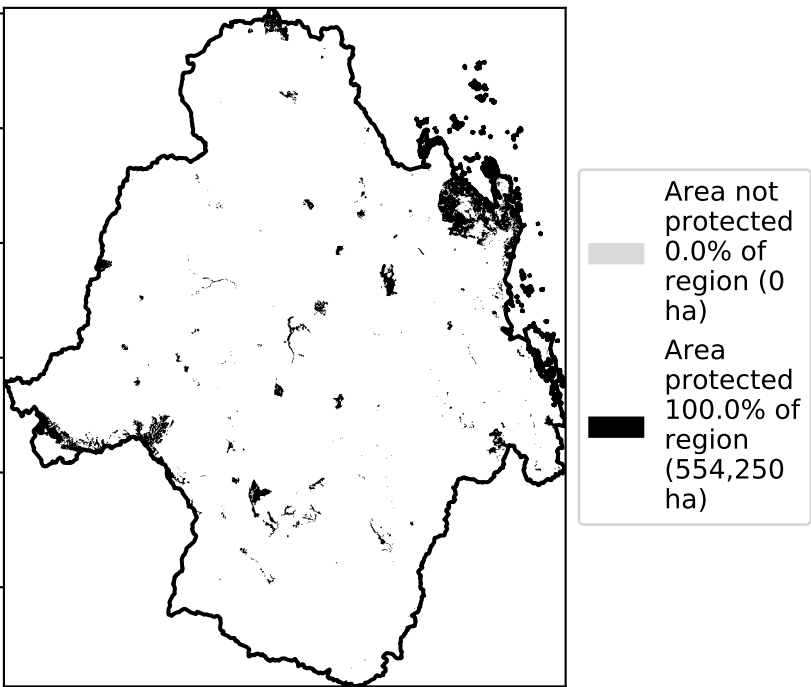 Area not
protected
0.0% of
region (0
ha)
Area
protected
100.0% of
region
(554,250
ha)